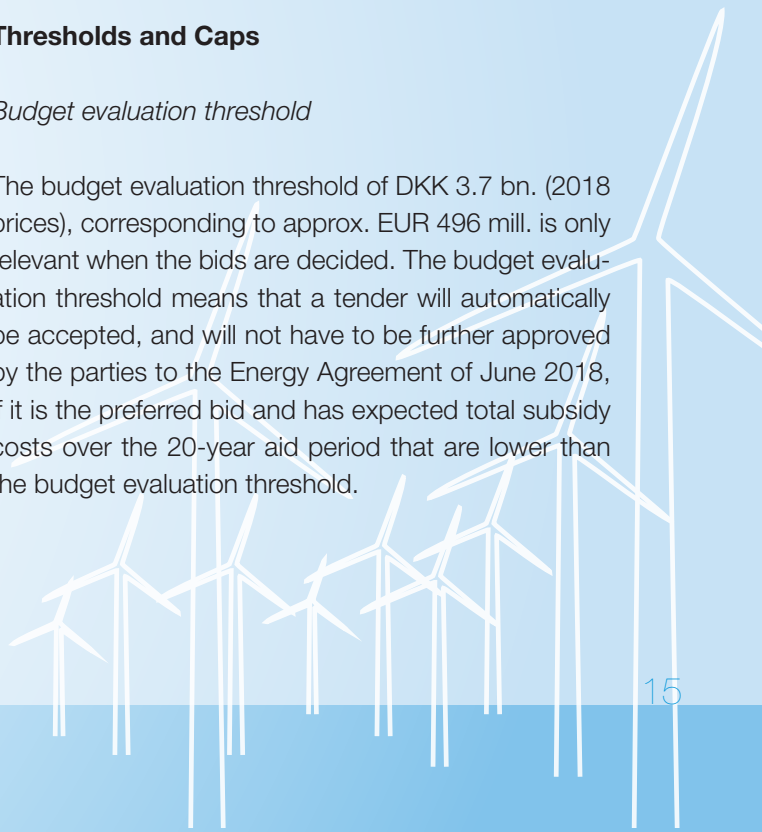 Thresholds and Caps
Budget evaluation threshold
The budget evaluation threshold of DKK 3.7 bn. (2018
prices), corresponding to approx. EUR 496 mill. is only
relevant when the bids are decided. The budget evalu-
ation threshold means that a tender will automatically
be accepted, and will not have to be further approved
by the parties to the Energy Agreement of June 2018,
if it is the preferred bid and has expected total subsidy
costs over the 20-year aid period that are lower than
the budget evaluation threshold.
15